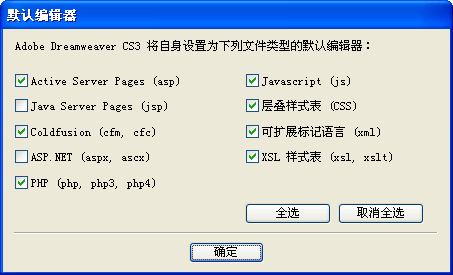 默认编辑器
Adobe Dreamweaver CS3 将自身设置为下列文件类型的默认编辑器：
Active Server Pages (asp)
Java Server Pages (jsp)
Coldfusion (cfm, cfc)
ASP.NET (aspx, ascx)
PHP (php, php3, php4)
Javascript (js)
层叠样式表 (CSS)
可扩展标记语言 (xml)
XSL 样式表 (xsl, xslt)
全选
取消全选
确定